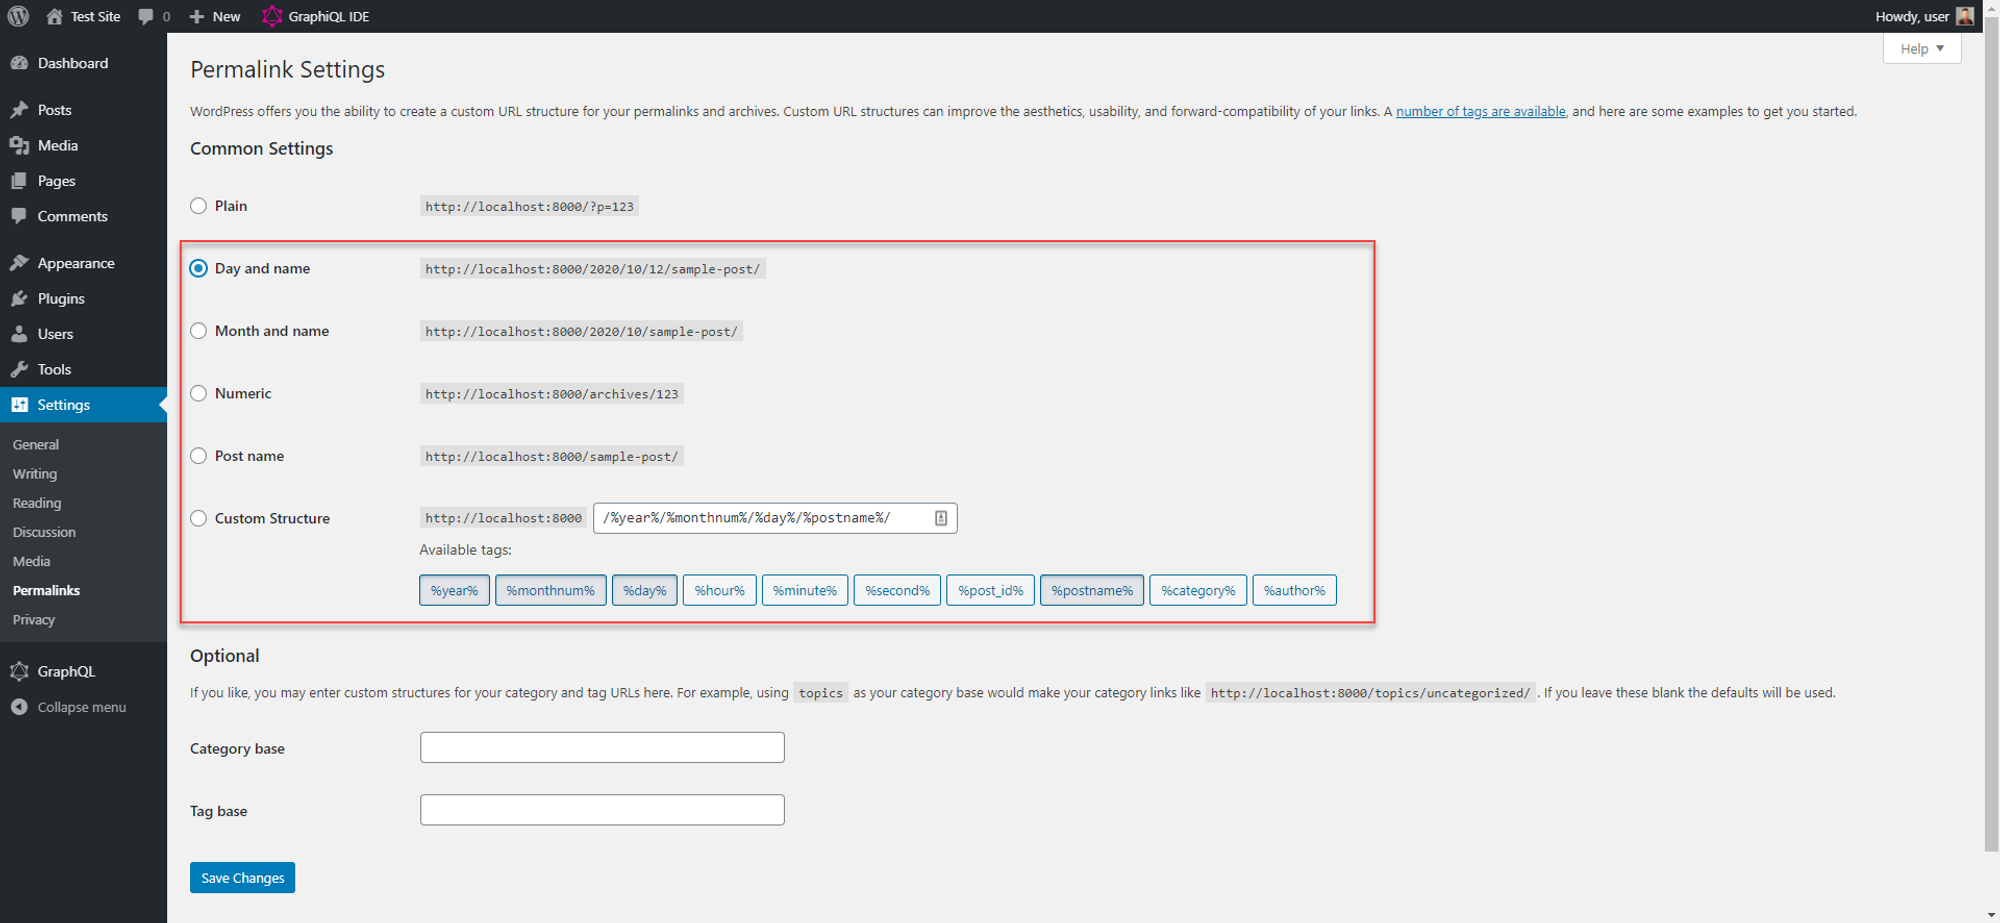 Test Site 0 New GraphiQL IDE Howdy, user
Help
Dashboard
Posts
Media
Pages
Comments
Appearance
Plugins
Users
Tools
Settings
General
Writing
Reading
Discussion
Media
Permalinks
Privacy
GraphQL
Collapse menu
Permalink Settings
WordPress offers you the ability to create a custom URL structure for your permalinks and archives. Custom URL structures can improve the aesthetics, usability, and forward-compatibility of your links. A number of tags are available, and here are some examples to get you started.
Common Settings
Plain http://localhost:8000/?p=123
Day and name http://localhost:8000/2020/10/12/sample-post/
Month and name http://localhost:8000/2020/10/sample-post/
Numeric http://localhost:8000/archives/123
Post name http://localhost:8000/sample-post/
Custom Structure http://localhost:8000 /%year%/%monthnum%/%day%/%postname%/
Available tags:
%year% %monthnum% %day% %hour% %minute% %second% %post_id% %postname% %category% %author%
Optional
If you like, you may enter custom structures for your category and tag URLs here. For example, using topics as your category base would make your category links like http://localhost:8000/topics/uncategorized/ . If you leave these blank the defaults will be used.
Category base
Tag base
Save Changes